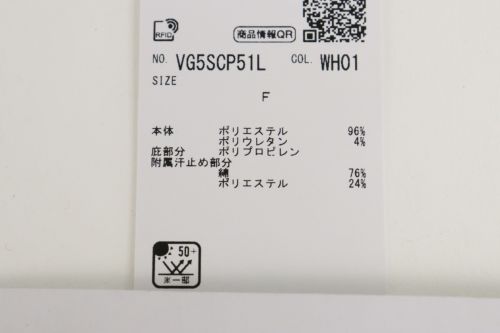 RFID
商品情報QR
NO. VG5SCP51L COL. WH01
SIZE
F
本体 ポリエステル 96%
ポリウレタン 4%
庇部分 ポリプロピレン
附属汗止め部分
綿 76%
ポリエステル 24%
50+
※一部